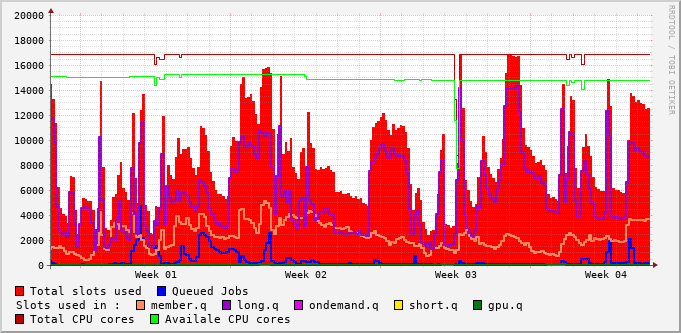 20000
18000
16000
14000
12000
10000
8000
6000
4000
2000
0
Week 01 Week 02 Week 03 Week 04
RRDTOOL / TOBI OETIKER
Total slots used Queued Jobs
Slots used in : member.q long.q ondemand.q short.q gpu.q
Total CPU cores Availale CPU cores